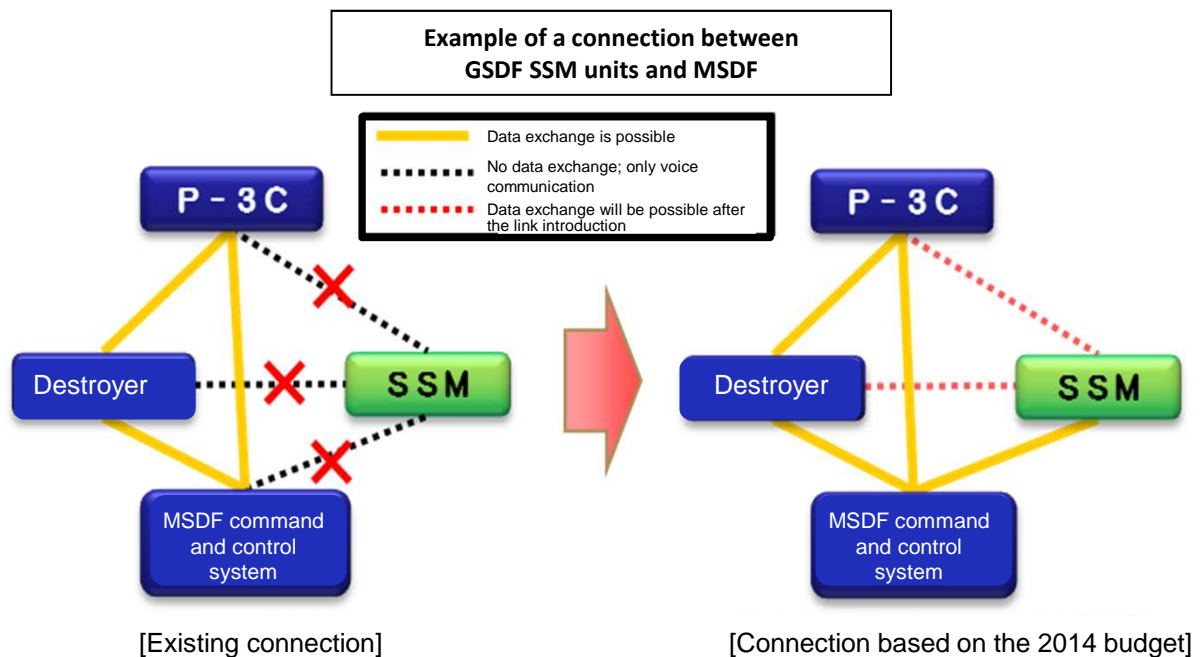 Example of a connection between
GSDF SSM units and MSDF
Data exchange is possible
No data exchange; only voice
communication
Data exchange will be possible after
the link introduction
P-3C
Destroyer
SSM
MSDF command
and control
system
[Existing connection]
P-3C
Destroyer
SSM
MSDF command
and control
system
[Connection based on the 2014 budget]